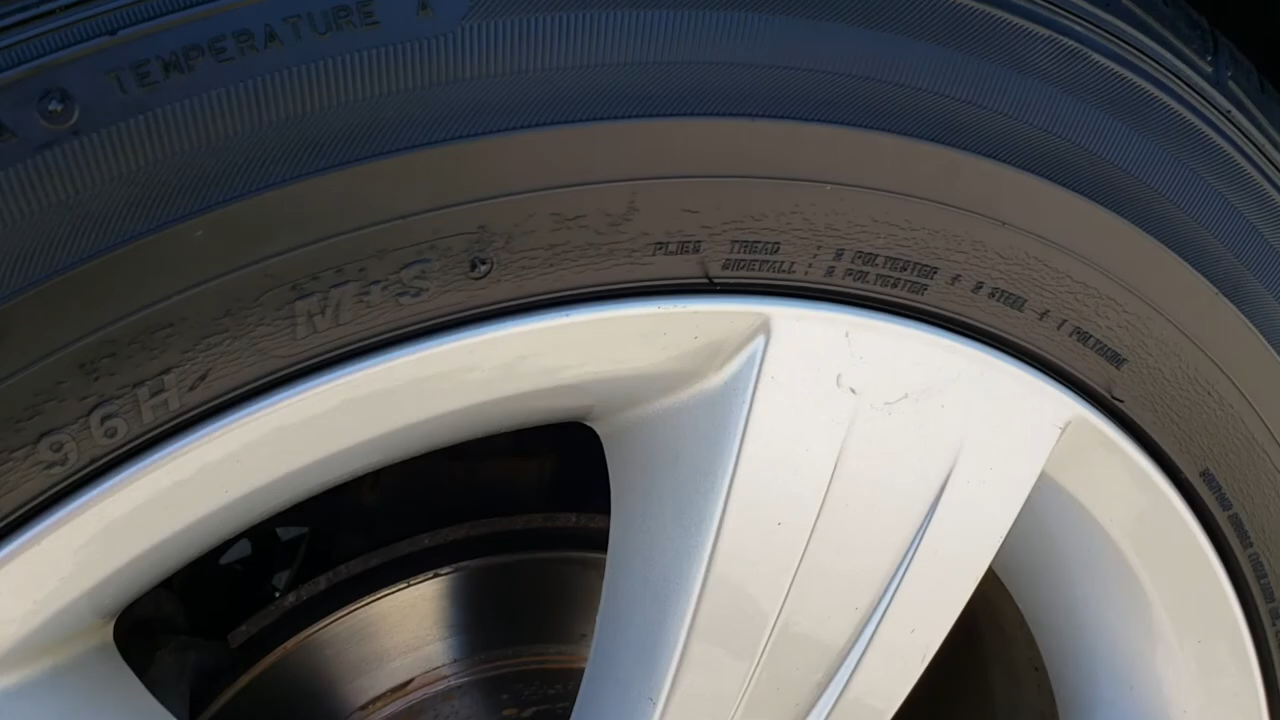 A TEMPERATURE A
96H M+S
PLIES TREAD : 2 POLYESTER + 2 STEEL + 1 POLYAMIDE
SIDEWALL : 2 POLYESTER